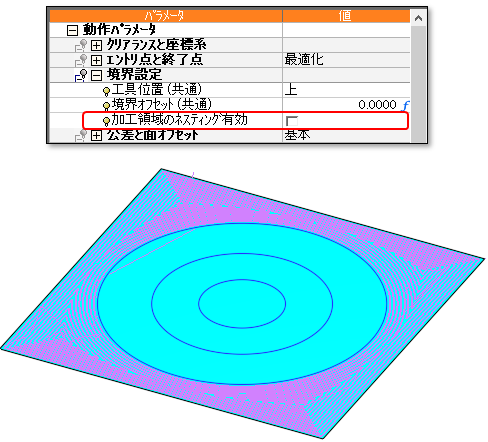 パラメータ 値
動作パラメータ
クリアランスと座標系
エントリ点と終了点 最適化
境界設定
工具位置(共通) 上
境界オフセット(共通) 0.0000 f
加工領域のネスティング有効
公差と面オフセット 基本